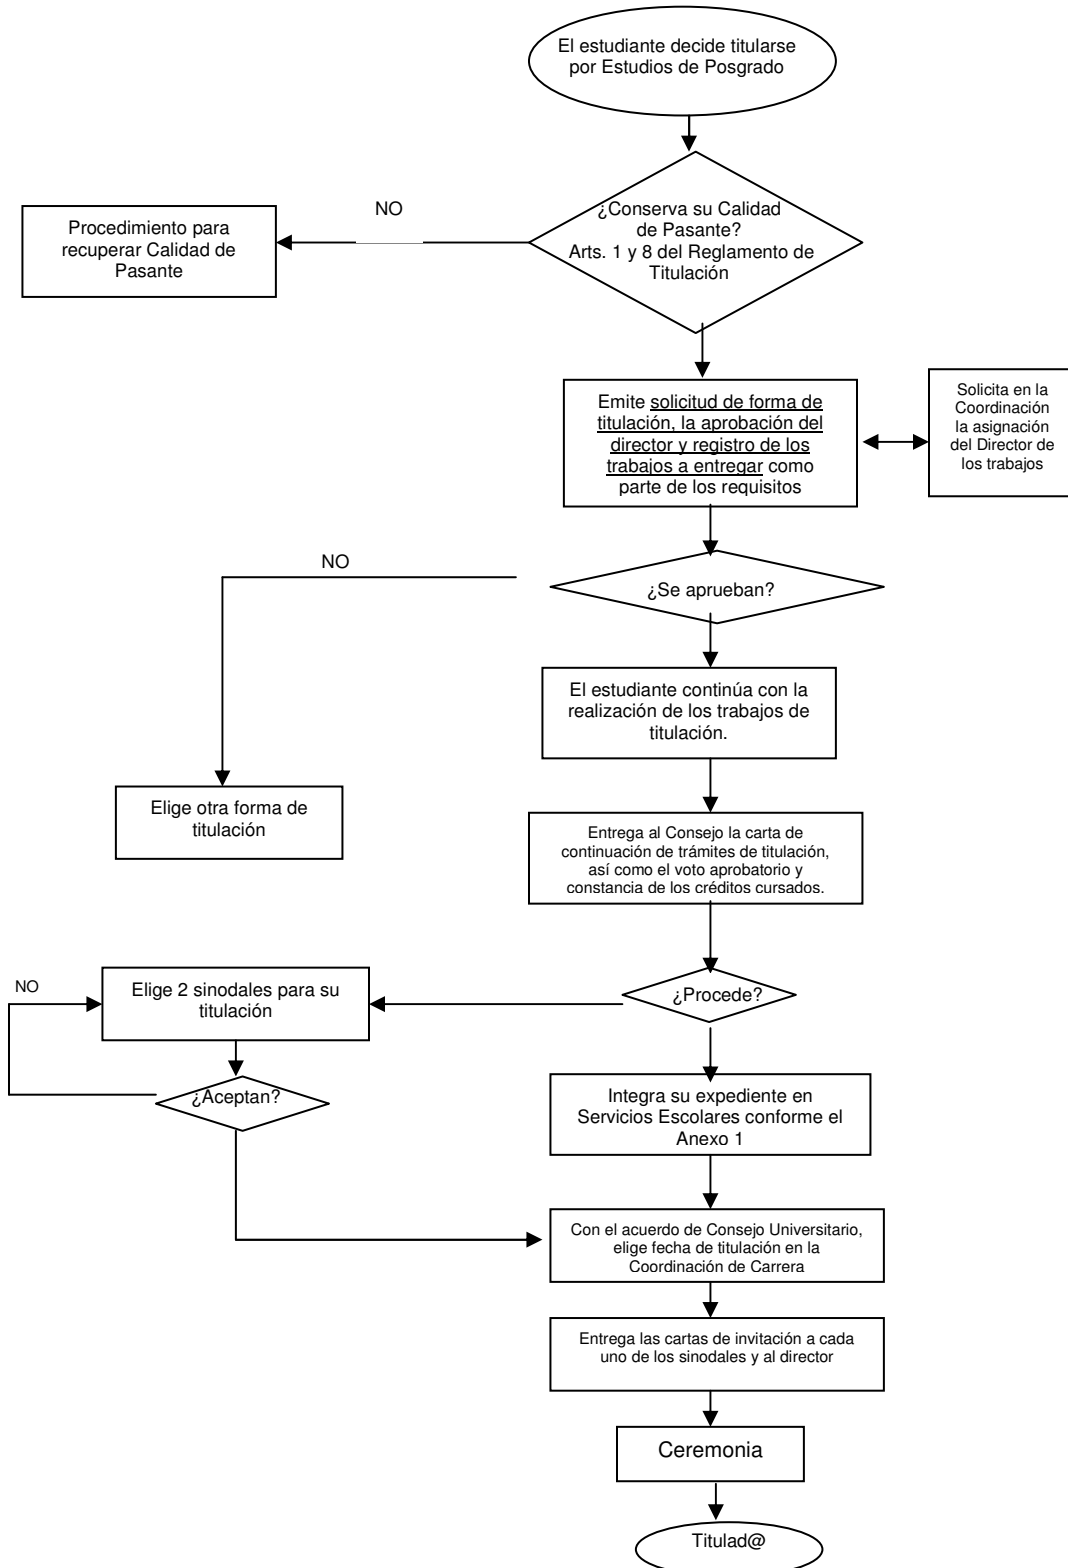 El estudiante decide titularse
por Estudios de Posgrado
¿Conserva su Calidad
de Pasante?
Arts. 1 y 8 del Reglamento de
Titulación
NO
Procedimiento para
recuperar Calidad de
Pasante
Emite solicitud de forma de
titulación, la aprobación del
director y registro de los
trabajos a entregar como
parte de los requisitos
Solicita en la
Coordinación
la asignación
del Director de
los trabajos
¿Se aprueban?
NO
El estudiante continúa con la
realización de los trabajos de
titulación.
Elige otra forma de
titulación
Entrega al Consejo la carta de
continuación de trámites de titulación,
así como el voto aprobatorio y
constancia de los créditos cursados.
¿Procede?
Elige 2 sinodales para su
titulación
NO
¿Aceptan?
Integra su expediente en
Servicios Escolares conforme el
Anexo 1
Con el acuerdo de Consejo Universitario,
elige fecha de titulación en la
Coordinación de Carrera
Entrega las cartas de invitación a cada
uno de los sinodales y al director
Ceremonia
Titulad@